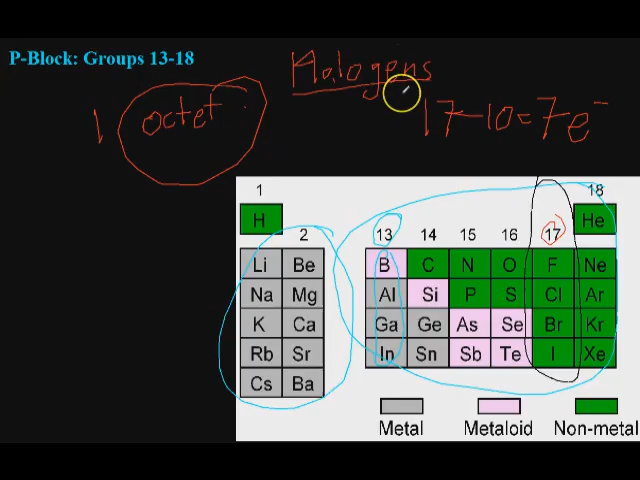 P-Block: Groups 13-18
Halogens
1 octet
17-10=7e⁻
1 18
H He
2 13 14 15 16 17
Li Be B C N O F Ne
Na Mg Al Si P S Cl Ar
K Ca Ga Ge As Se Br Kr
Rb Sr In Sn Sb Te I Xe
Cs Ba
Metal Metaloid Non-metal